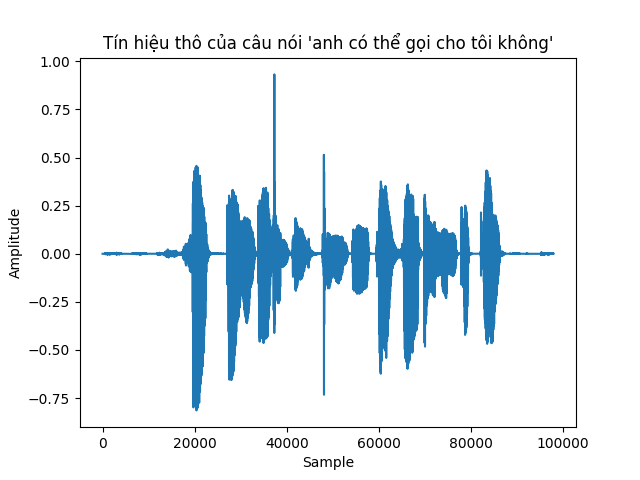 Tín hiệu thô của câu nói 'anh có thể gọi cho tôi không'
1.00
0.75
0.50
0.25
0.00
−0.25
−0.50
−0.75
Amplitude
0 20000 40000 60000 80000 100000
Sample